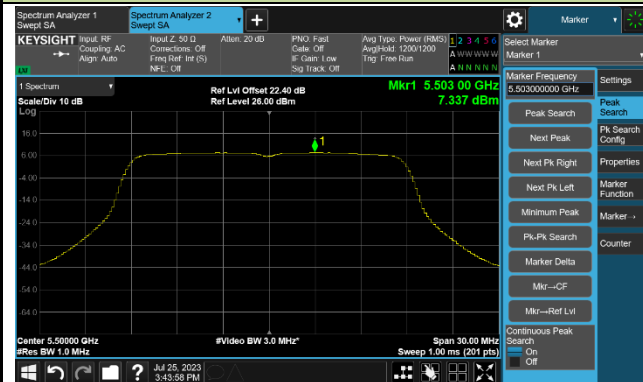 Spectrum Analyzer 1
Swept SA
Spectrum Analyzer 2
Swept SA
Marker
KEYSIGHT
Input: RF
Coupling: AC
Align: Auto
Input Z: 50 Ω
Corrections: Off
Freq Ref: Int (S)
NFE: Off
Atten: 20 dB
PNO: Fast
Gate: Off
IF Gain: Low
Sig Track: Off
Avg Type: Power (RMS)
Avg|Hold: 1200/1200
Trig: Free Run
1 2 3 4 5 6
A W W W W W
A N N N N N
LXI
Select Marker
Marker 1
1 Spectrum
Scale/Div 10 dB
Log
Ref Lvl Offset 22.40 dB
Ref Level 26.00 dBm
Mkr1 5.503 00 GHz
7.337 dBm
16.0
6.00
-4.00
-14.0
-24.0
-34.0
-44.0
-54.0
-64.0
1
Center 5.50000 GHz
#Res BW 1.0 MHz
#Video BW 3.0 MHz*
Span 30.00 MHz
Sweep 1.00 ms (201 pts)
Marker Frequency
5.503000000 GHz
Peak Search
Next Peak
Next Pk Right
Next Pk Left
Minimum Peak
Pk-Pk Search
Marker Delta
Mkr→CF
Mkr→Ref Lvl
Continuous Peak
Search
On
Off
Settings
Peak
Search
Pk Search
Config
Properties
Marker
Function
Marker→
Counter
Jul 25, 2023
3:43:58 PM